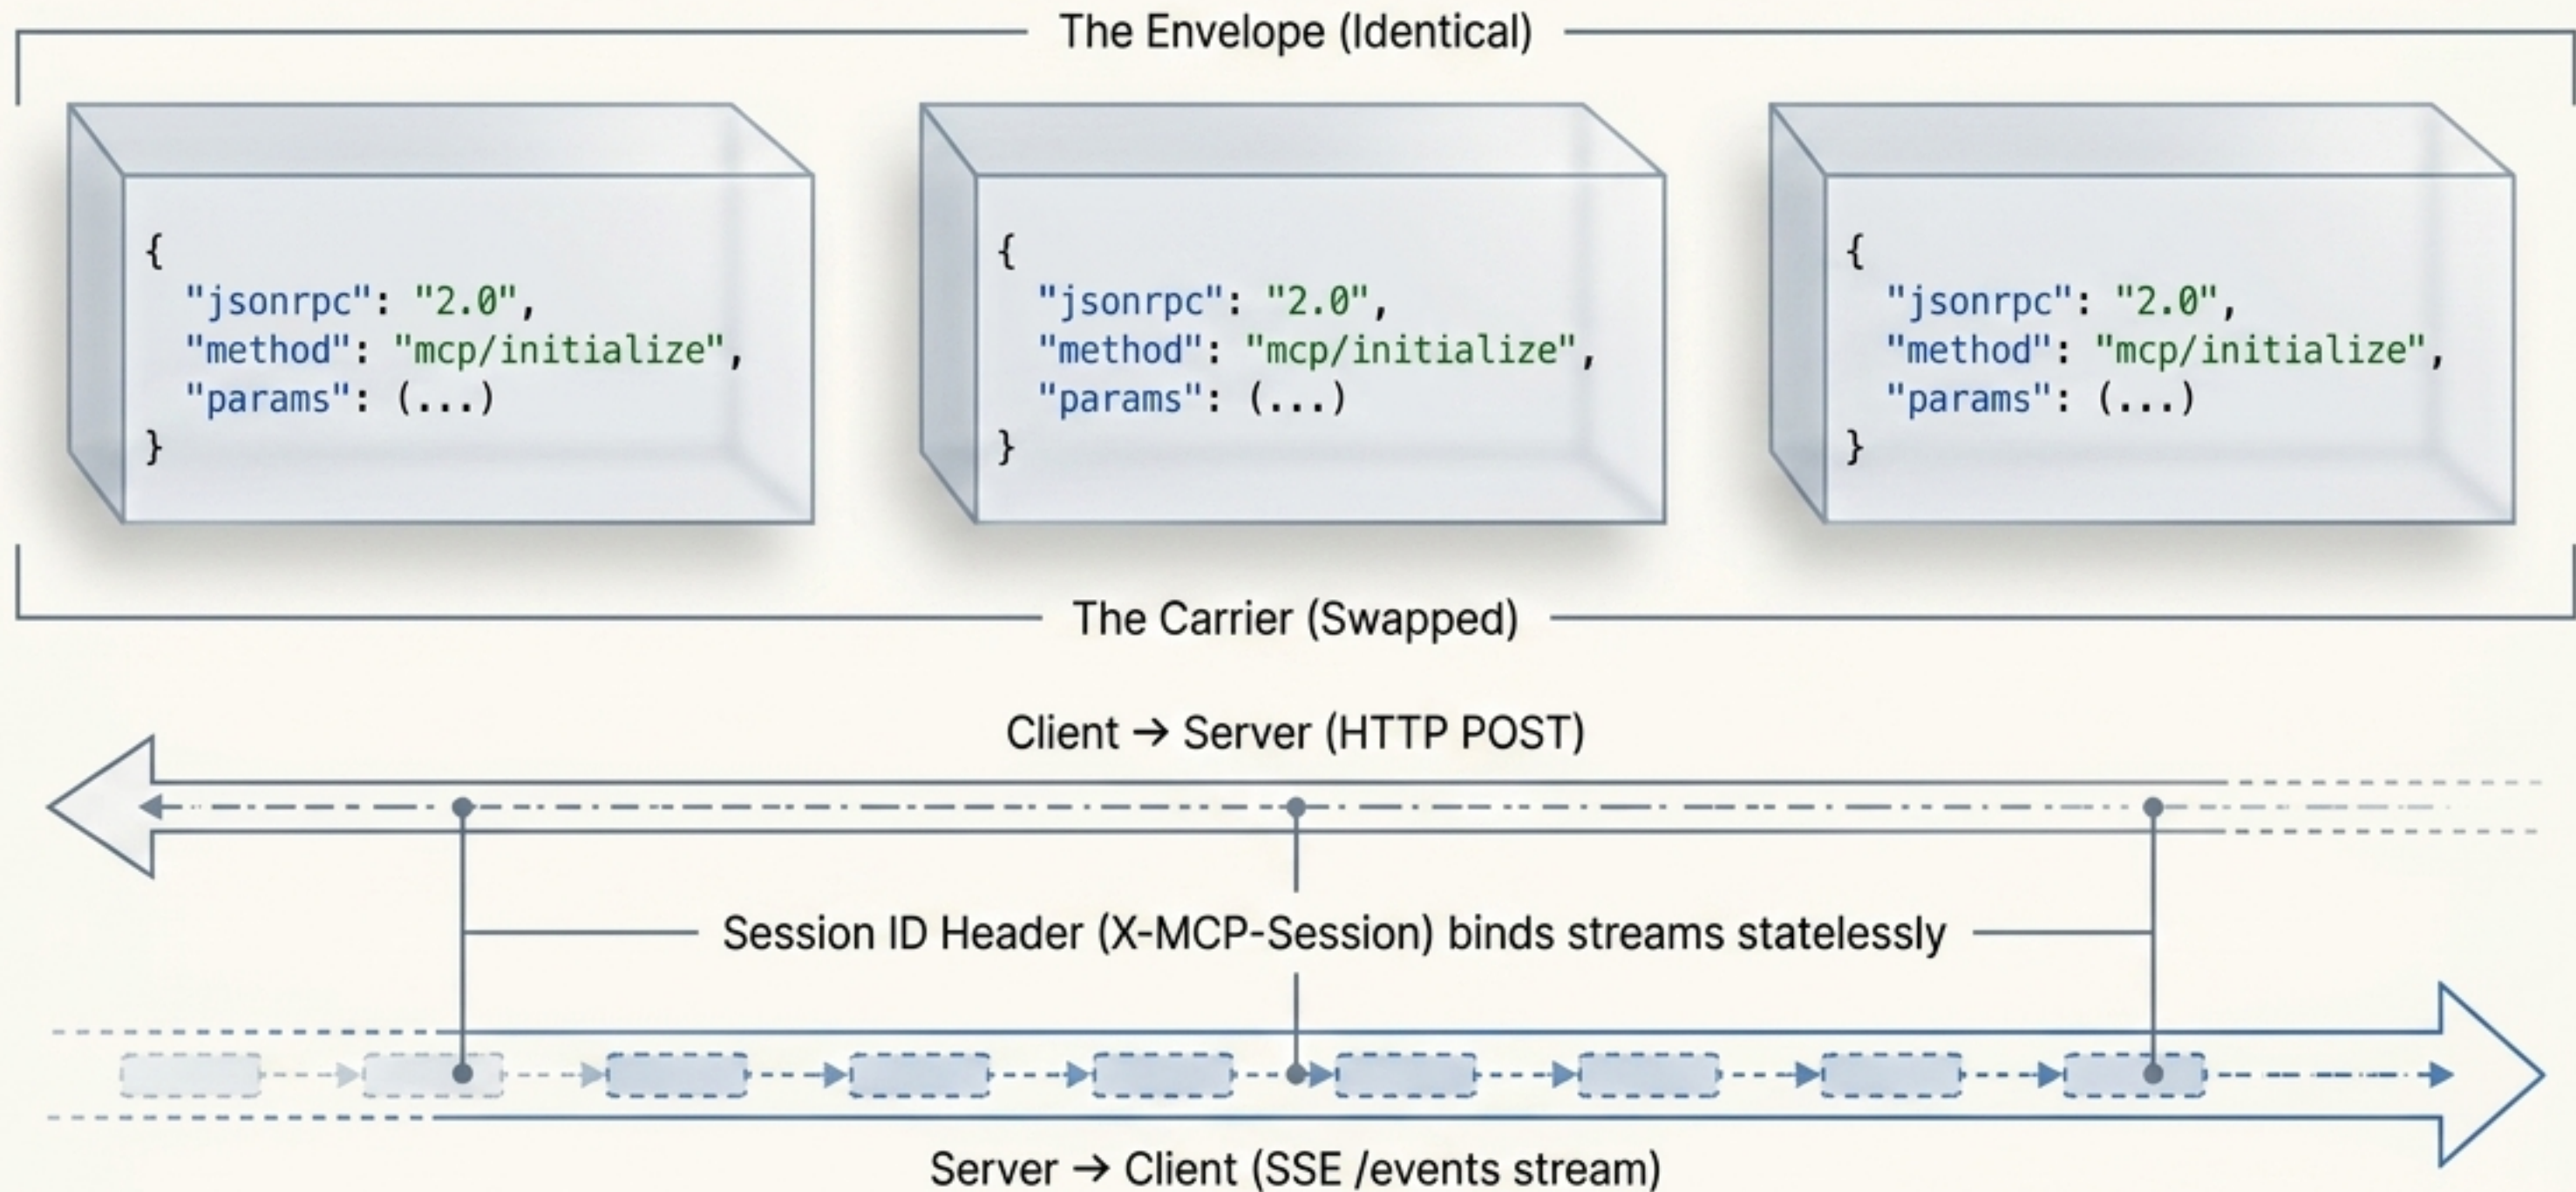 The Envelope (Identical)
{
"jsonrpc": "2.0",
"method": "mcp/initialize",
"params": (...)
}
{
"jsonrpc": "2.0",
"method": "mcp/initialize",
"params": (...)
}
{
"jsonrpc": "2.0",
"method": "mcp/initialize",
"params": (...)
}
The Carrier (Swapped)
Client → Server (HTTP POST)
Session ID Header (X-MCP-Session) binds streams statelessly
Server → Client (SSE /events stream)